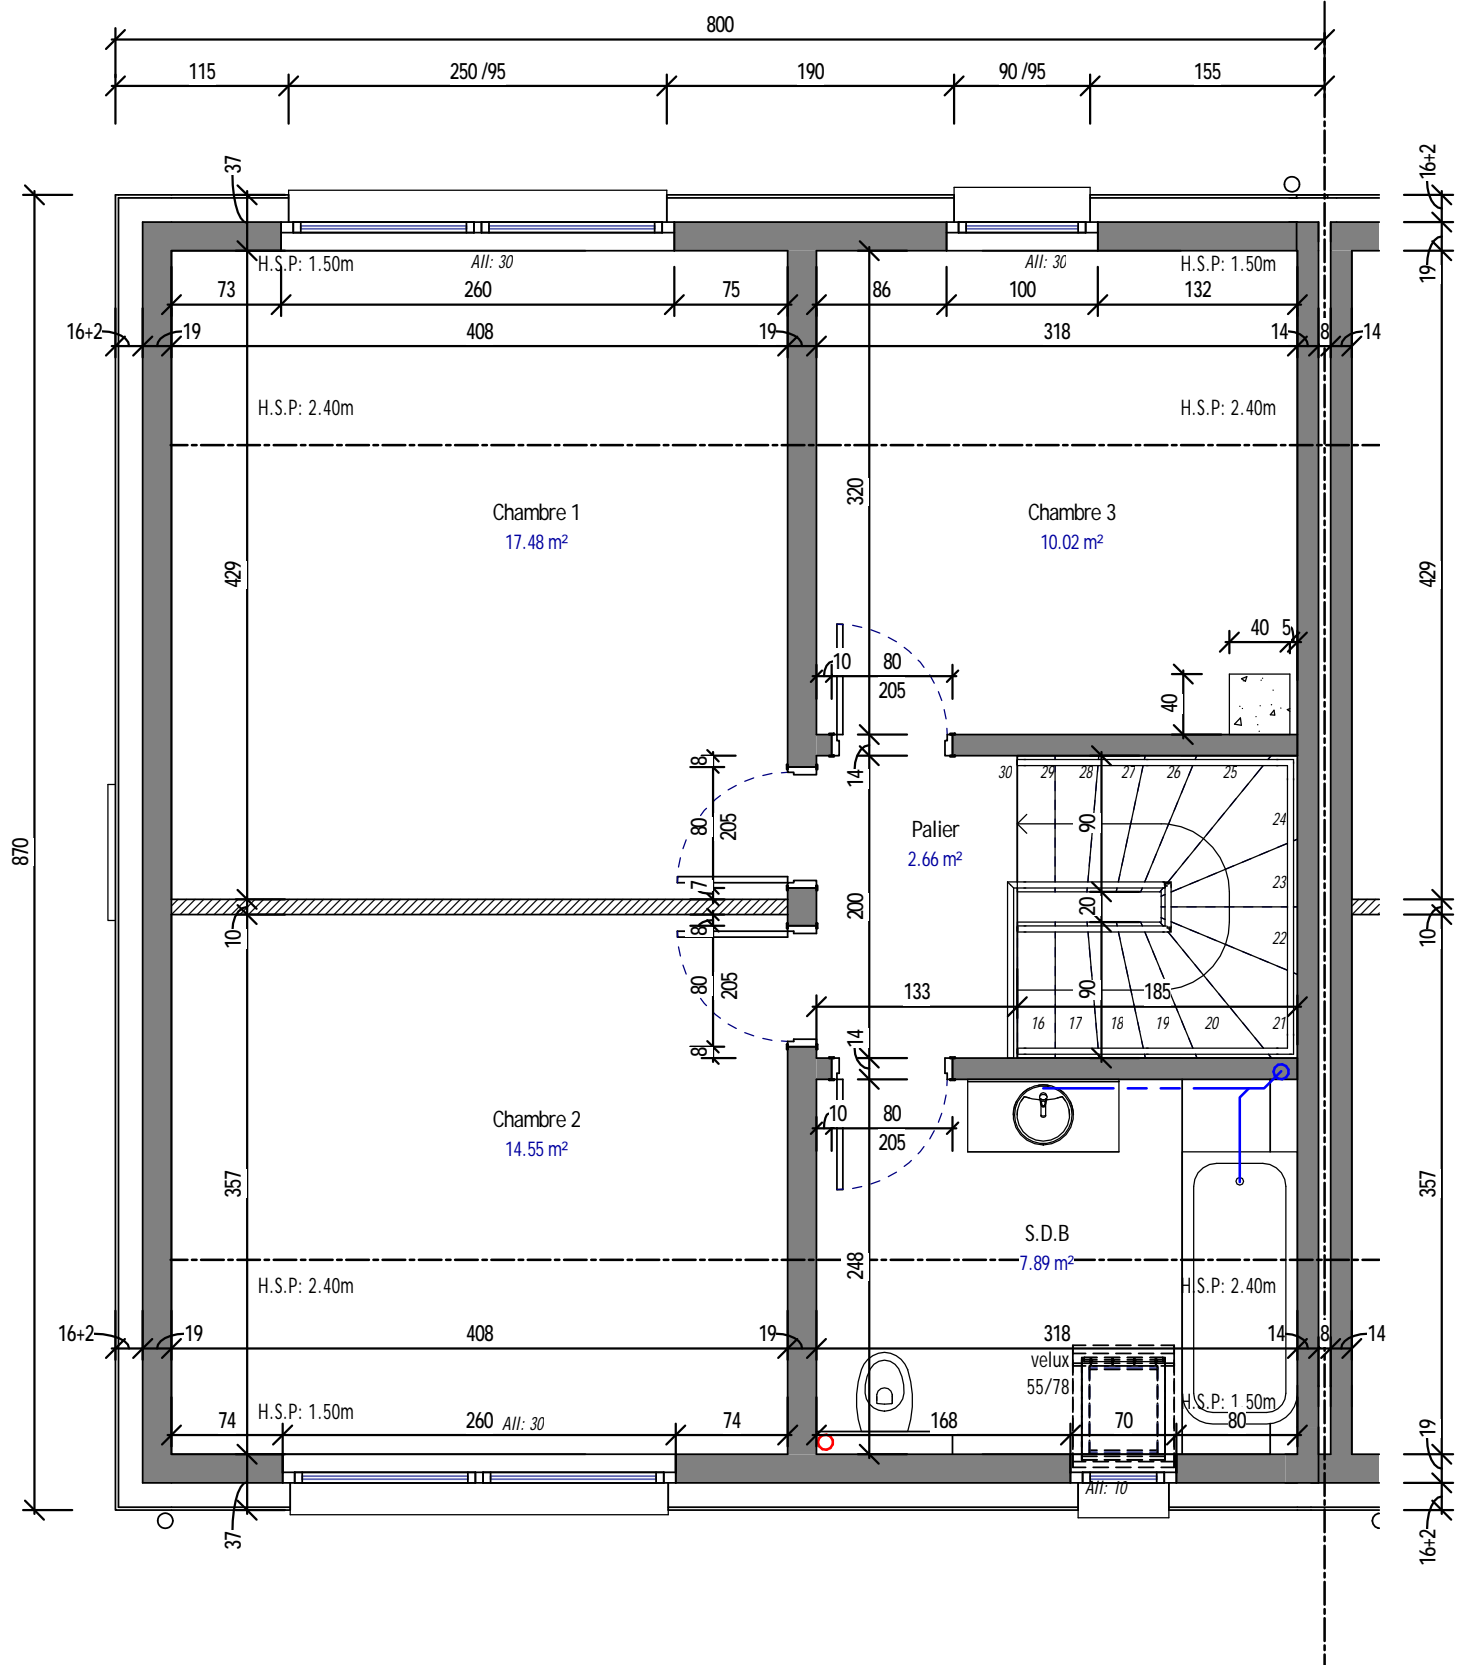 800
115 250 /95 190 90 /95 155
37 16+2
H.S.P: 1.50m All: 30 All: 30 H.S.P: 1.50m 19
73 260 75 86 100 132
16+2 19 408 19 318 14 8 14
H.S.P: 2.40m H.S.P: 2.40m
320
Chambre 1 Chambre 3
17.48 m² 10.02 m²
429 429
40 5
10 80
205 40
8 14
30 29 28 27 26 25
80 205 Palier 90 24
870 2.66 m²
7 23
200 20
10 8 22 10
80 205 133 90 185
16 17 18 19 20 21
8 14
Chambre 2 10 80
14.55 m² 205
357 357
S.D.B
248 7.89 m²
H.S.P: 2.40m H.S.P: 2.40m
16+2 19 408 19 318 14 8 14
velux
55/78
H.S.P: 1.50m H.S.P: 1.50m
74 260 All: 30 74 168 70 80 19
All: 10
37 16+2